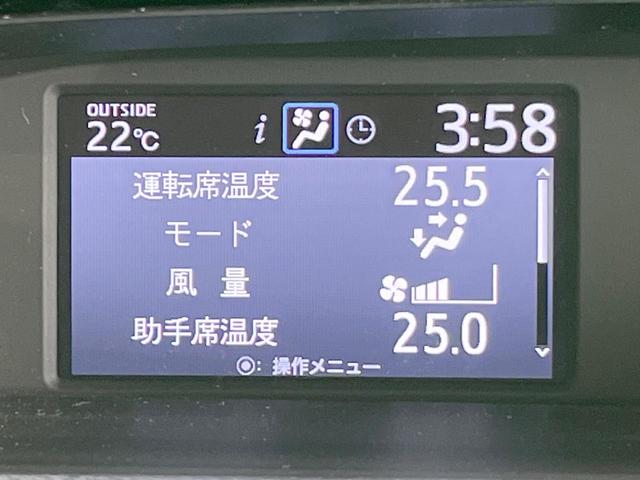 OUTSIDE
22℃ i 3:58
運転席温度 25.5
モード
風量
助手席温度 25.0
◉: 操作メニュー